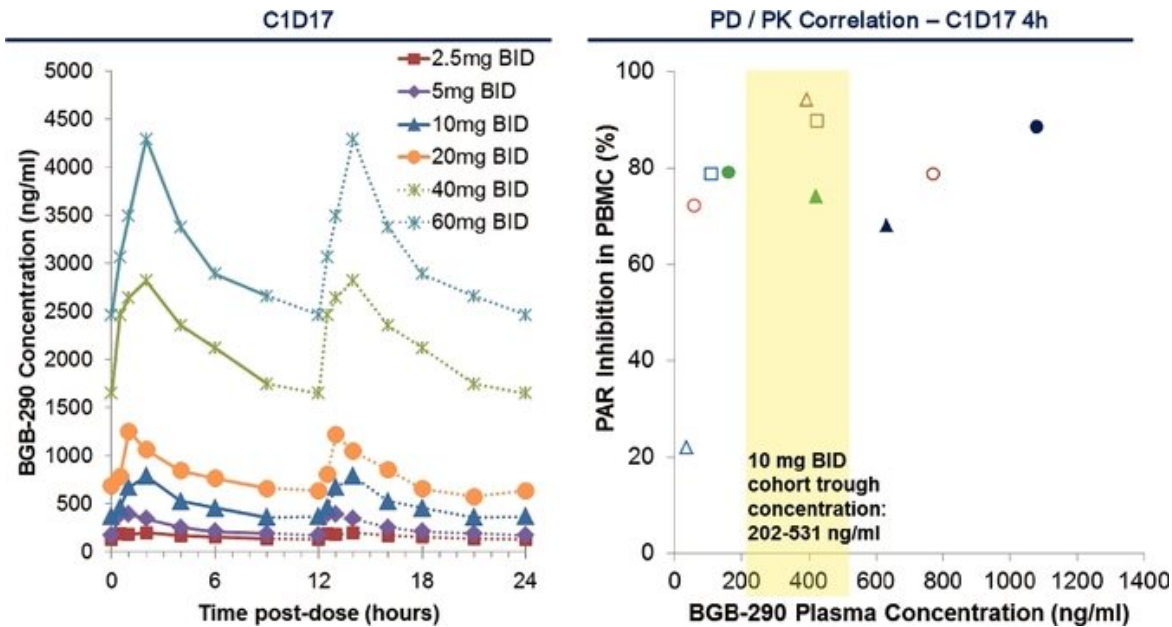 C1D17
BGB-290 Concentration (ng/ml)
5000
4500
4000
3500
3000
2500
2000
1500
1000
500
0
2.5mg BID
5mg BID
10mg BID
20mg BID
40mg BID
60mg BID
0
6
12
18
24
Time post-dose (hours)
PD / PK Correlation – C1D17 4h
PAR Inhibition in PBMC (%)
100
80
60
40
20
0
10 mg BID
cohort trough
concentration:
202-531 ng/ml
0
200
400
600
800
1000
1200
1400
BGB-290 Plasma Concentration (ng/ml)